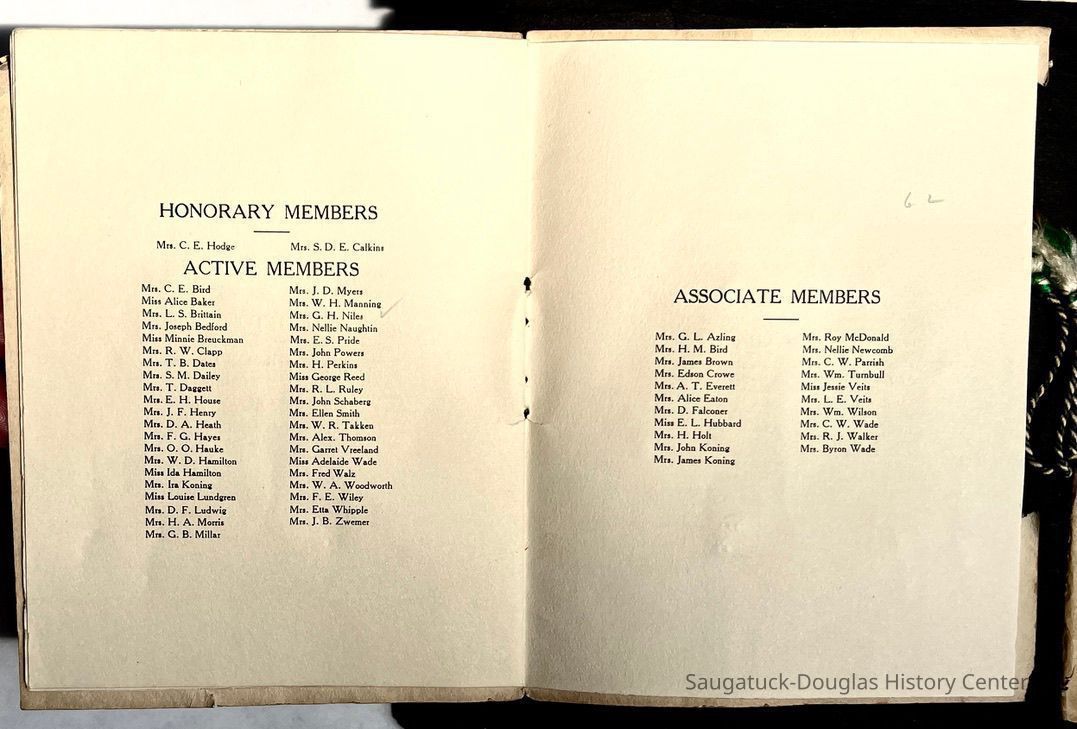 HONORARY MEMBERS
Mrs. C. E. Hodge
Mrs. S. D. E. Calkins
ACTIVE MEMBERS
Mrs. C. E. Bird
Miss Alice Baker
Mrs. L. S. Brittain
Mrs. Joseph Bedford
Miss Minnie Breuckman
Mrs. R. W. Clapp
Mrs. T. B. Dates
Mrs. S. M. Dailey
Mrs. T. Daggett
Mrs. E. H. House
Mrs. J. F. Henry
Mrs. D. A. Heath
Mrs. F. G. Hayes
Mrs. O. O. Hauke
Mrs. W. D. Hamilton
Miss Ida Hamilton
Mrs. Ira Koning
Miss Louise Lundgren
Mrs. D. F. Ludwig
Mrs. H. A. Morris
Mrs. G. B. Millar
Mrs. J. D. Myers
Mrs. W. H. Manning
Mrs. G. H. Niles
Mrs. Nellie Naughtin
Mrs. E. S. Pride
Mrs. John Powers
Mrs. H. Perkins
Miss George Reed
Mrs. R. L. Ruley
Mrs. John Schaberg
Mrs. Ellen Smith
Mrs. W. R. Takken
Mrs. Alex. Thomson
Mrs. Garret Vreeland
Miss Adelaide Wade
Mrs. Fred Walz
Mrs. W. A. Woodworth
Mrs. F. E. Wiley
Mrs. Etta Whipple
Mrs. J. B. Zwemer
62
ASSOCIATE MEMBERS
Mrs. G. L. Azling
Mrs. H. M. Bird
Mrs. James Brown
Mrs. Edson Crowe
Mrs. A. T. Everett
Mrs. Alice Eaton
Mrs. D. Falconer
Miss E. L. Hubbard
Mrs. H. Holt
Mrs. John Koning
Mrs. James Koning
Mrs. Roy McDonald
Mrs. Nellie Newcomb
Mrs. C. W. Parrish
Mrs. Wm. Turnbull
Miss Jessie Veits
Mrs. L. E. Veits
Mrs. Wm. Wilson
Mrs. C. W. Wade
Mrs. R. J. Walker
Mrs. Byron Wade
Saugatuck-Douglas History Center